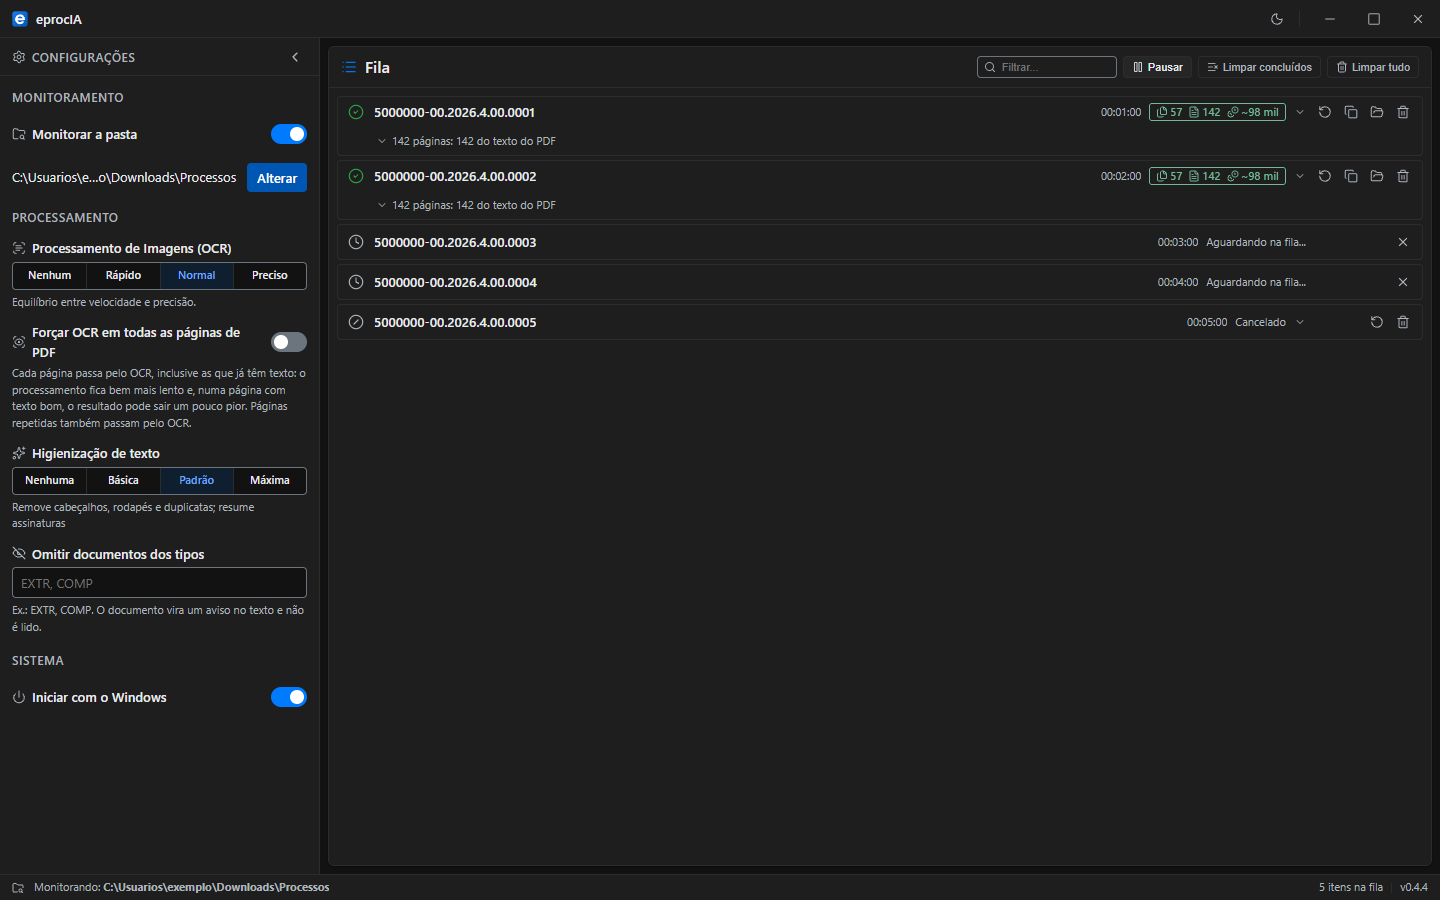 eprocIA
CONFIGURAÇÕES
MONITORAMENTO
Monitorar a pasta
C:\Usuarios\e...o\Downloads\Processos
Alterar
PROCESSAMENTO
Processamento de Imagens (OCR)
Nenhum Rápido Normal Preciso
Equilíbrio entre velocidade e precisão.
Forçar OCR em todas as páginas de
PDF
Cada página passa pelo OCR, inclusive as que já têm texto: o
processamento fica bem mais lento e, numa página com
texto bom, o resultado pode sair um pouco pior. Páginas
repetidas também passam pelo OCR.
Higienização de texto
Nenhuma Básica Padrão Máxima
Remove cabeçalhos, rodapés e duplicatas; resume
assinaturas
Omitir documentos dos tipos
EXTR, COMP
Ex.: EXTR, COMP. O documento vira um aviso no texto e não
é lido.
SISTEMA
Iniciar com o Windows
Fila
Filtrar...
Pausar
Limpar concluídos
Limpar tudo
5000000-00.2026.4.00.0001 00:01:00 57 142 ~98 mil
142 páginas: 142 do texto do PDF
5000000-00.2026.4.00.0002 00:02:00 57 142 ~98 mil
142 páginas: 142 do texto do PDF
5000000-00.2026.4.00.0003 00:03:00 Aguardando na fila...
5000000-00.2026.4.00.0004 00:04:00 Aguardando na fila...
5000000-00.2026.4.00.0005 00:05:00 Cancelado
Monitorando: C:\Usuarios\exemplo\Downloads\Processos
5 itens na fila
v0.4.4